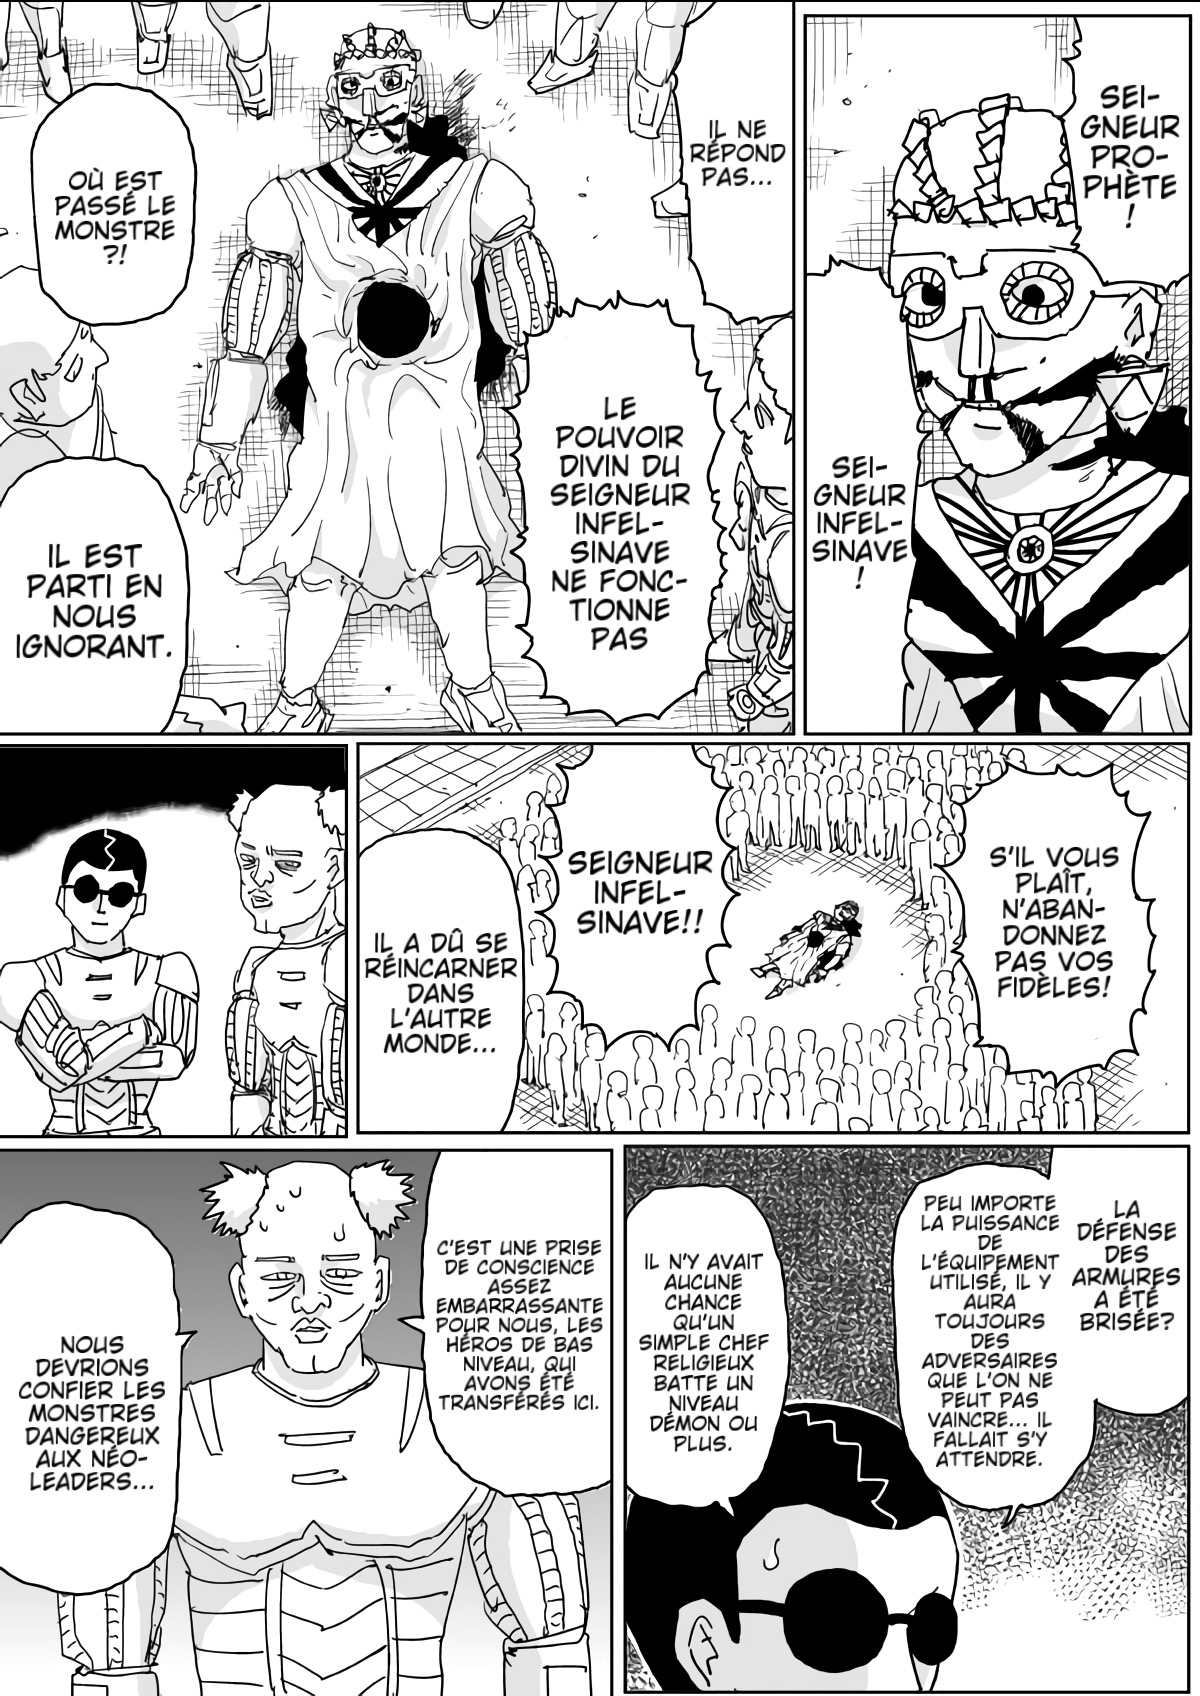 SEI-
GNEUR
PRO-
PHÈTE
!
SEI-
GNEUR
INFEL-
SINAVE
!
IL NE
RÉPOND
PAS...
LE
POUVOIR
DIVIN DU
SEIGNEUR
INFEL-
SINAVE
NE FONC-
TIONNE
PAS
OÙ EST
PASSÉ LE
MONSTRE
?!
IL EST
PARTI EN
NOUS
IGNORANT.
S'IL VOUS
PLAÎT,
N'ABAN-
DONNEZ
PAS VOS
FIDÈLES!
SEIGNEUR
INFEL-
SINAVE!!
IL A DÛ SE
RÉINCARNER
DANS
L'AUTRE
MONDE...
LA
DÉFENSE
DES
ARMURES
A ÉTÉ
BRISÉE?
PEU IMPORTE
LA PUISSANCE
DE
L'ÉQUIPEMENT
UTILISÉ, IL Y
AURA
TOUJOURS
DES
ADVERSAIRES
QUE L'ON NE
PEUT PAS
VAINCRE... IL
FALLAIT S'Y
ATTENDRE.
IL N'Y AVAIT
AUCUNE
CHANCE
QU'UN
SIMPLE CHEF
RELIGIEUX
BATTE UN
NIVEAU
DÉMON OU
PLUS.
C'EST UNE PRISE
DE CONSCIENCE
ASSEZ
EMBARRASSANTE
POUR NOUS, LES
HÉROS DE BAS
NIVEAU, QUI
AVONS ÉTÉ
TRANSFÉRÉS ICI.
NOUS
DEVRIONS
CONFIER LES
MONSTRES
DANGEREUX
AUX NÉO-
LEADERS...